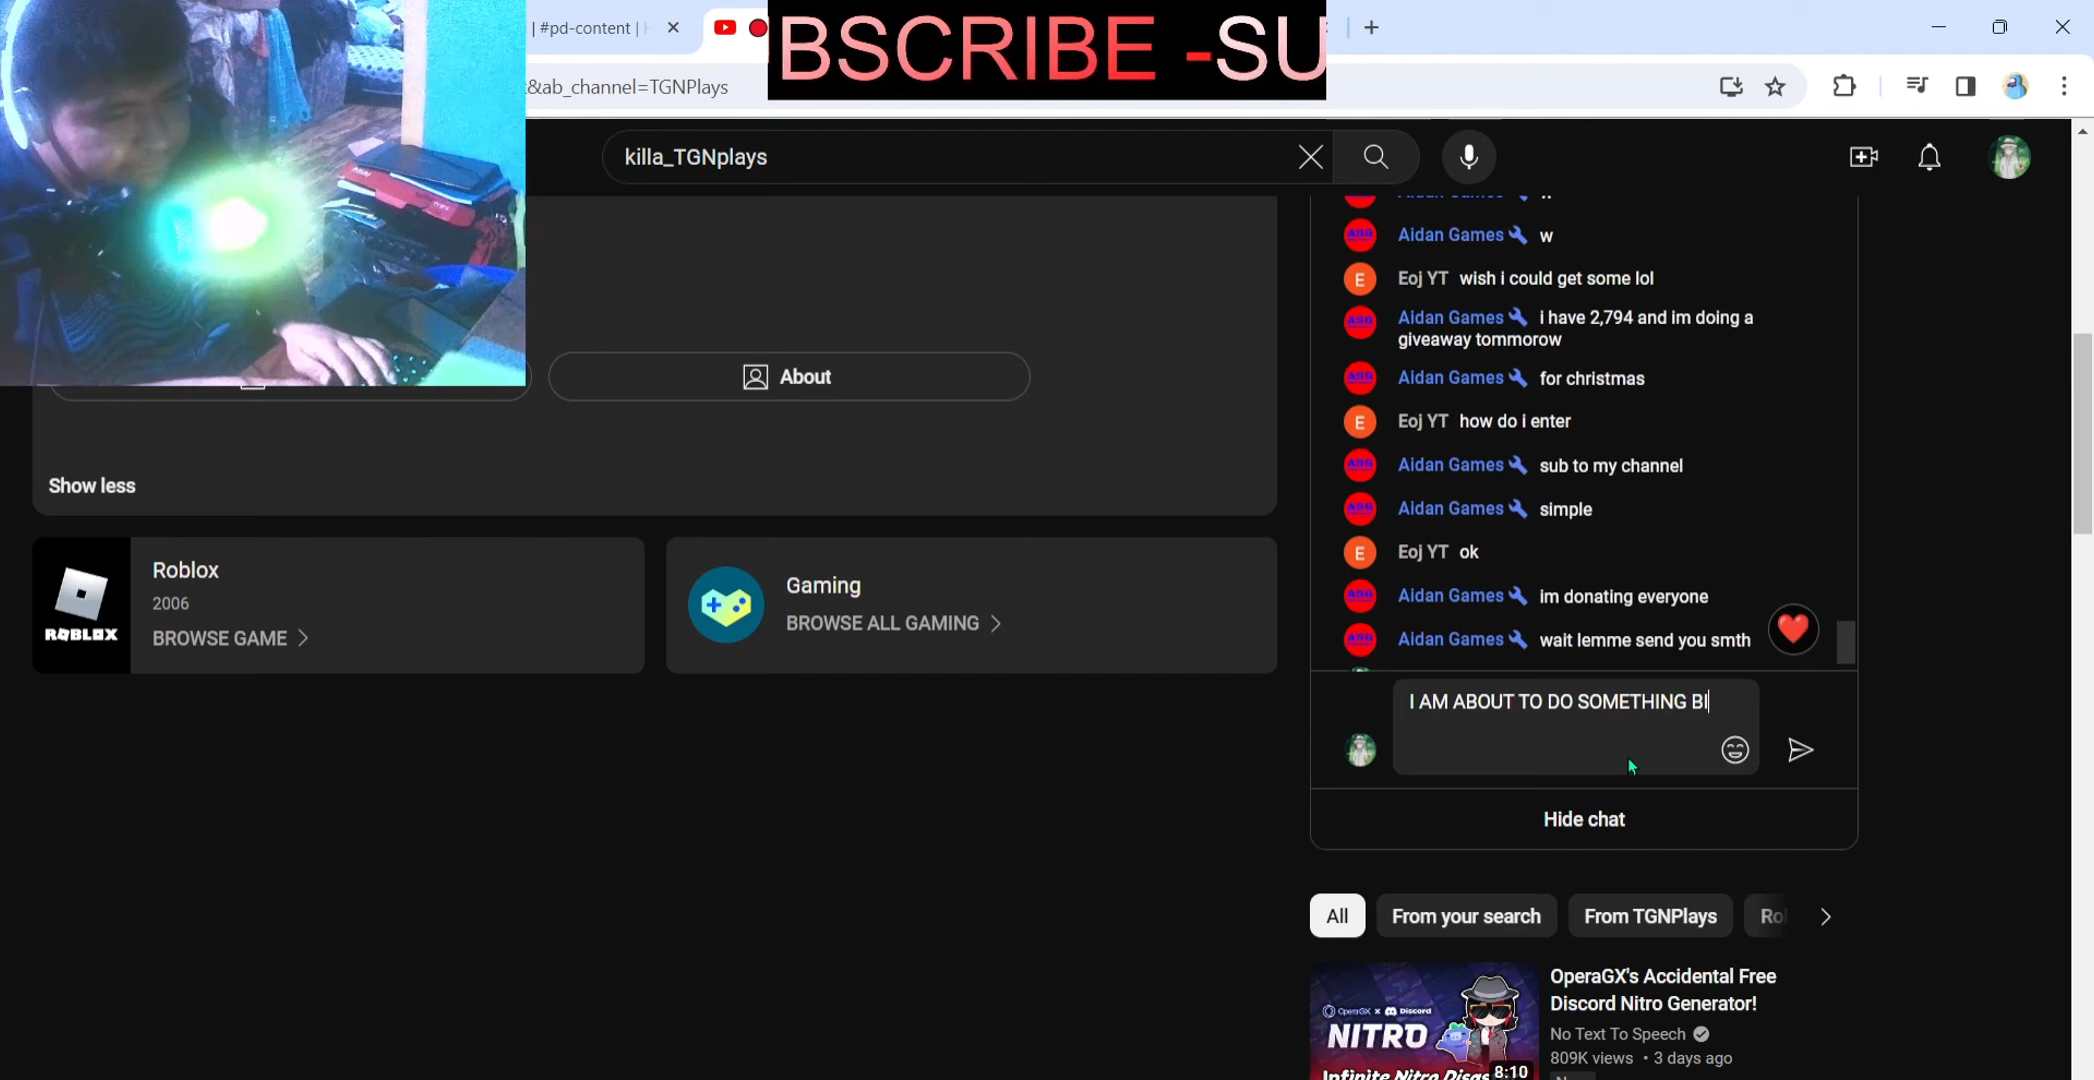 | #pd-content |
BSCRIBE -SU
&ab_channel=TGNPlays
killa_TGNplays
Aidan Games w
Eoj YT wish i could get some lol
Aidan Games i have 2,794 and im doing a
giveaway tommorow
Aidan Games for christmas
Eoj YT how do i enter
Aidan Games sub to my channel
Aidan Games simple
Eoj YT ok
Aidan Games im donating everyone
Aidan Games wait lemme send you smth
I AM ABOUT TO DO SOMETHING BI
Hide chat
About
Show less
ROBLOX
Roblox
2006
BROWSE GAME
Gaming
BROWSE ALL GAMING
All
From your search
From TGNPlays
Ro
OperaGX x Discord
NITRO
Infinite Nitro
8:10
OperaGX's Accidental Free
Discord Nitro Generator!
No Text To Speech
809K views • 3 days ago